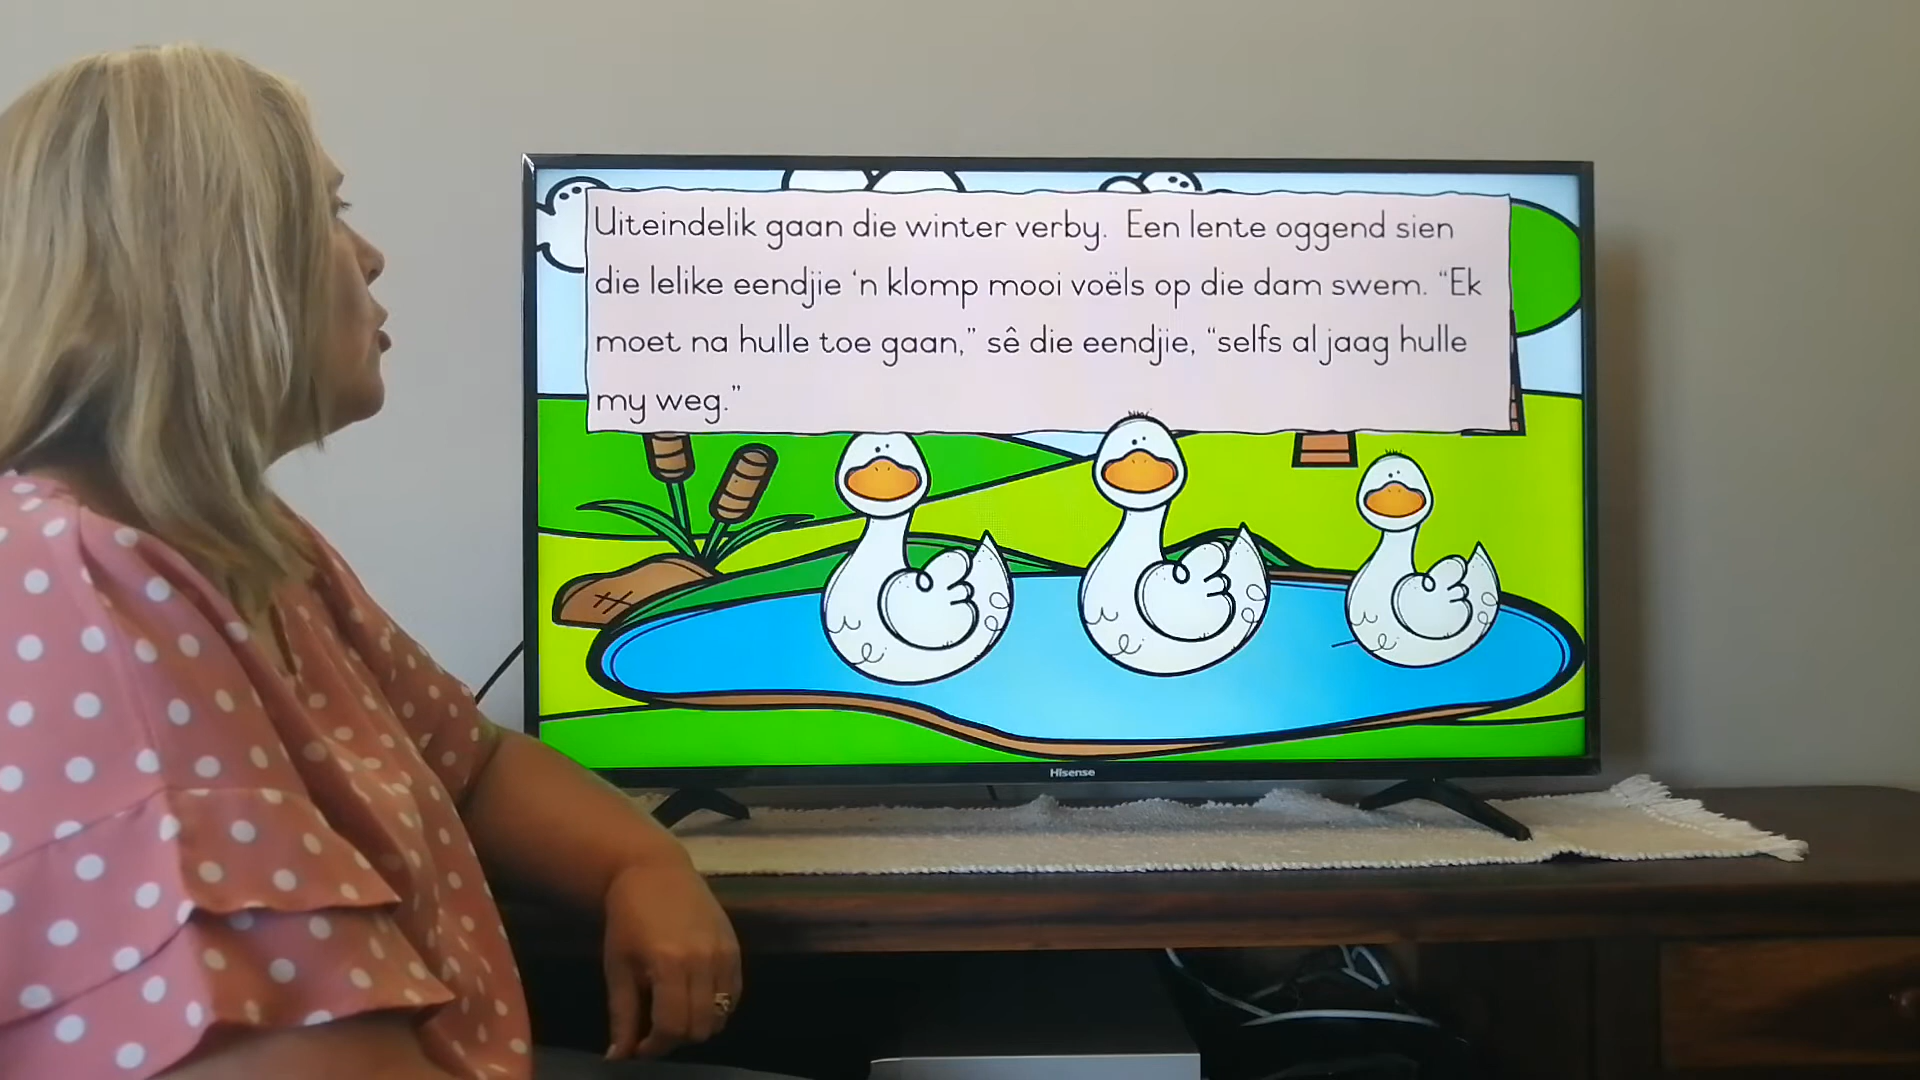 Uiteindelik gaan die winter verby. Een lente oggend sien
die lelike eendjie ‘n klomp mooi voëls op die dam swem. “Ek
moet na hulle toe gaan,” sê die eendjie, “selfs al jaag hulle
my weg.”
Hisense